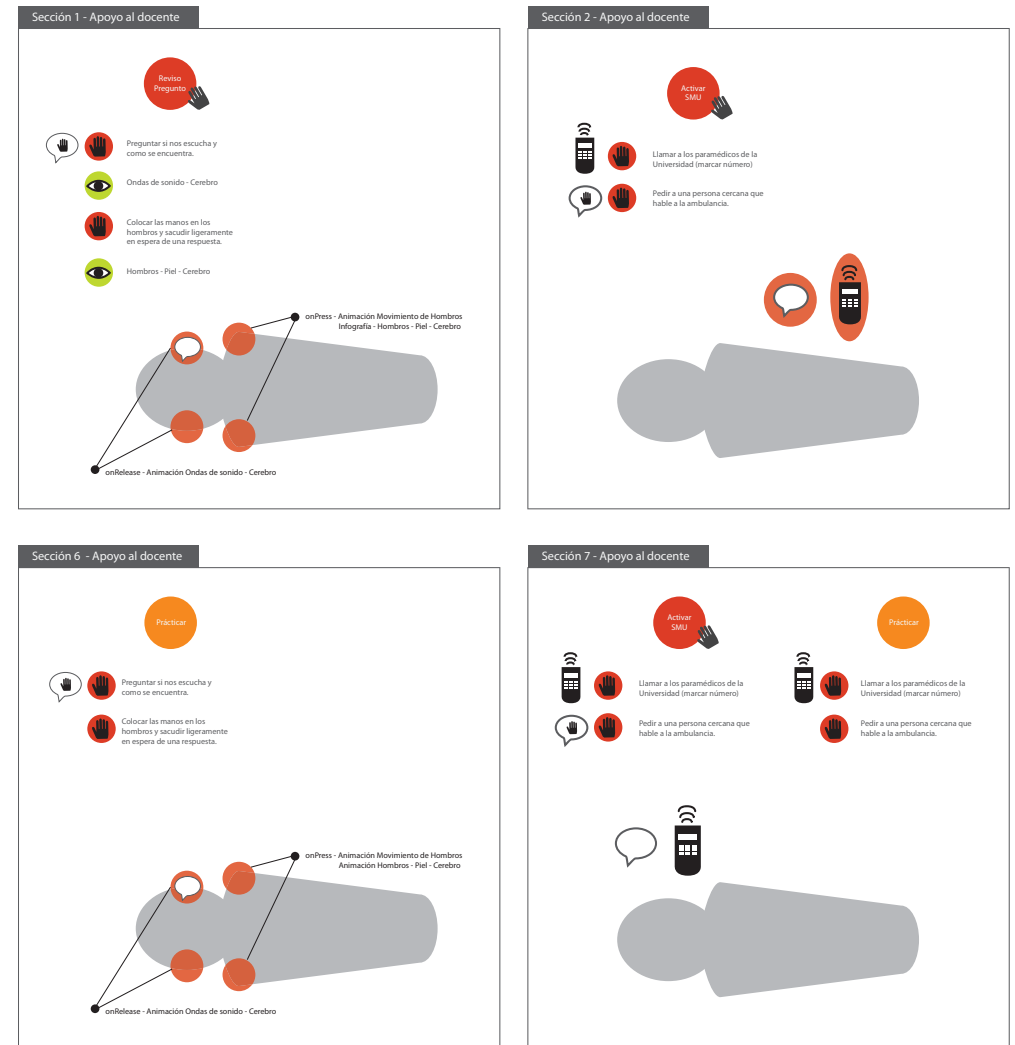 Sección 1 - Apoyo al docente
Reviso
Pregunto
Preguntar si nos escucha y
como se encuentra.
Ondas de sonido - Cerebro
Colocar las manos en los
hombros y sacudir ligeramente
en espera de una respuesta.
Hombros - Piel - Cerebro
onPress - Animación Movimiento de Hombros
Infografía - Hombros - Piel - Cerebro
onRelease - Animación Ondas de sonido - Cerebro
Sección 2 - Apoyo al docente
Activar
SMU
Llamar a los paramédicos de la
Universidad (marcar número)
Pedir a una persona cercana que
hable a la ambulancia.
Sección 6 - Apoyo al docente
Prácticar
Preguntar si nos escucha y
como se encuentra.
Colocar las manos en los
hombros y sacudir ligeramente
en espera de una respuesta.
onPress - Animación Movimiento de Hombros
Animación Hombros - Piel - Cerebro
onRelease - Animación Ondas de sonido - Cerebro
Sección 7 - Apoyo al docente
Activar
SMU
Llamar a los paramédicos de la
Universidad (marcar número)
Pedir a una persona cercana que
hable a la ambulancia.
Prácticar
Llamar a los paramédicos de la
Universidad (marcar número)
Pedir a una persona cercana que
hable a la ambulancia.